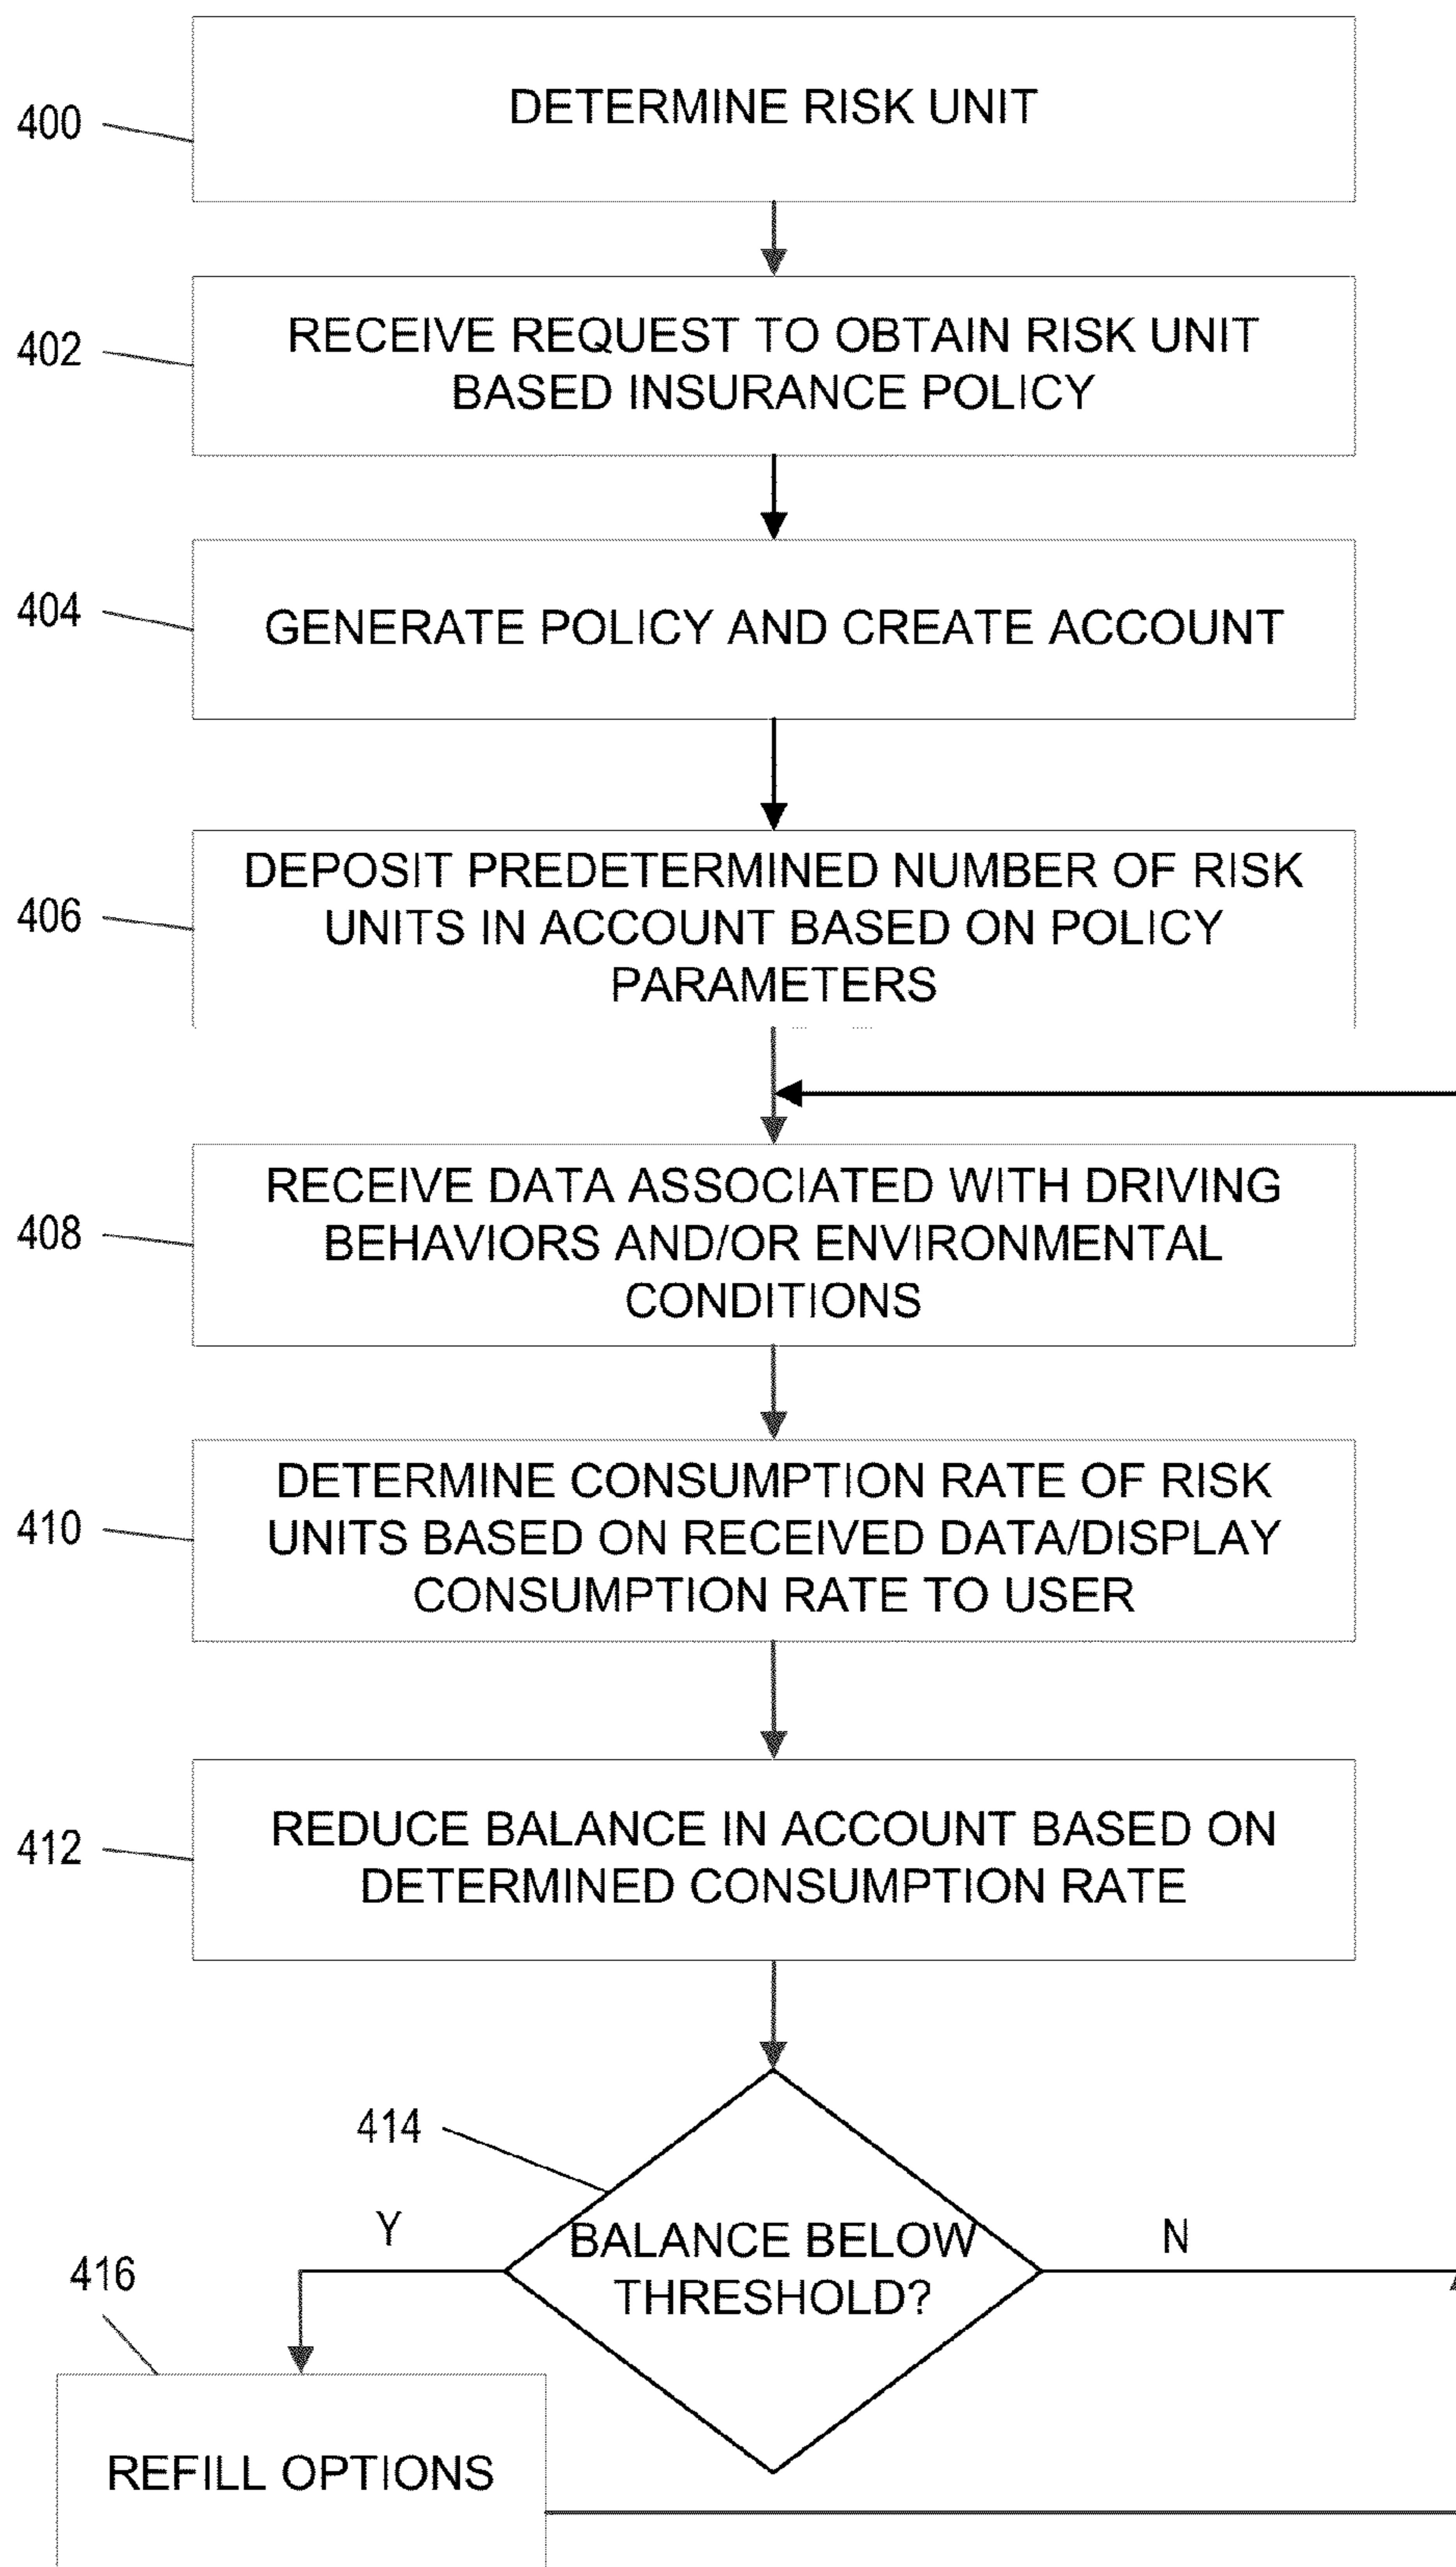 400
DETERMINE RISK UNIT
402
RECEIVE REQUEST TO OBTAIN RISK UNIT
BASED INSURANCE POLICY
404
GENERATE POLICY AND CREATE ACCOUNT
406
DEPOSIT PREDETERMINED NUMBER OF RISK
UNITS IN ACCOUNT BASED ON POLICY
PARAMETERS
408
RECEIVE DATA ASSOCIATED WITH DRIVING
BEHAVIORS AND/OR ENVIRONMENTAL
CONDITIONS
410
DETERMINE CONSUMPTION RATE OF RISK
UNITS BASED ON RECEIVED DATA/DISPLAY
CONSUMPTION RATE TO USER
412
REDUCE BALANCE IN ACCOUNT BASED ON
DETERMINED CONSUMPTION RATE
414
Y
BALANCE BELOW
THRESHOLD?
N
416
REFILL OPTIONS